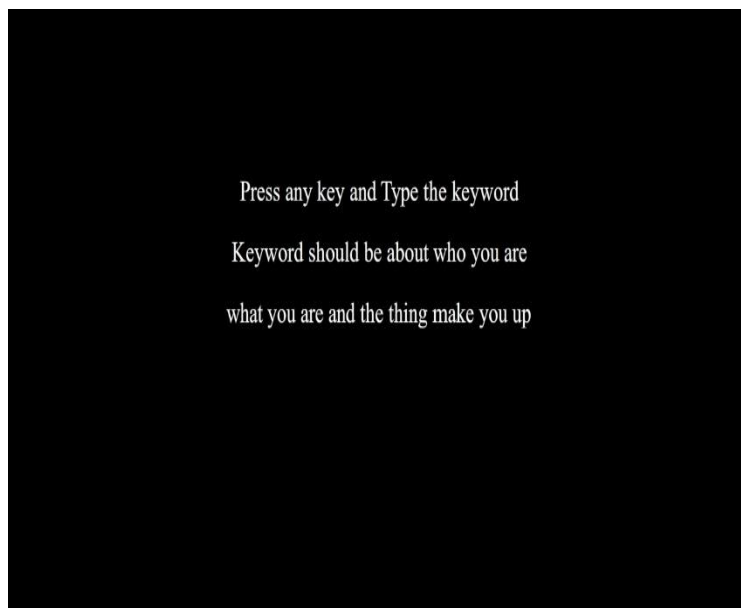 Press any key and Type the keyword
Keyword should be about who you are
what you are and the thing make you up